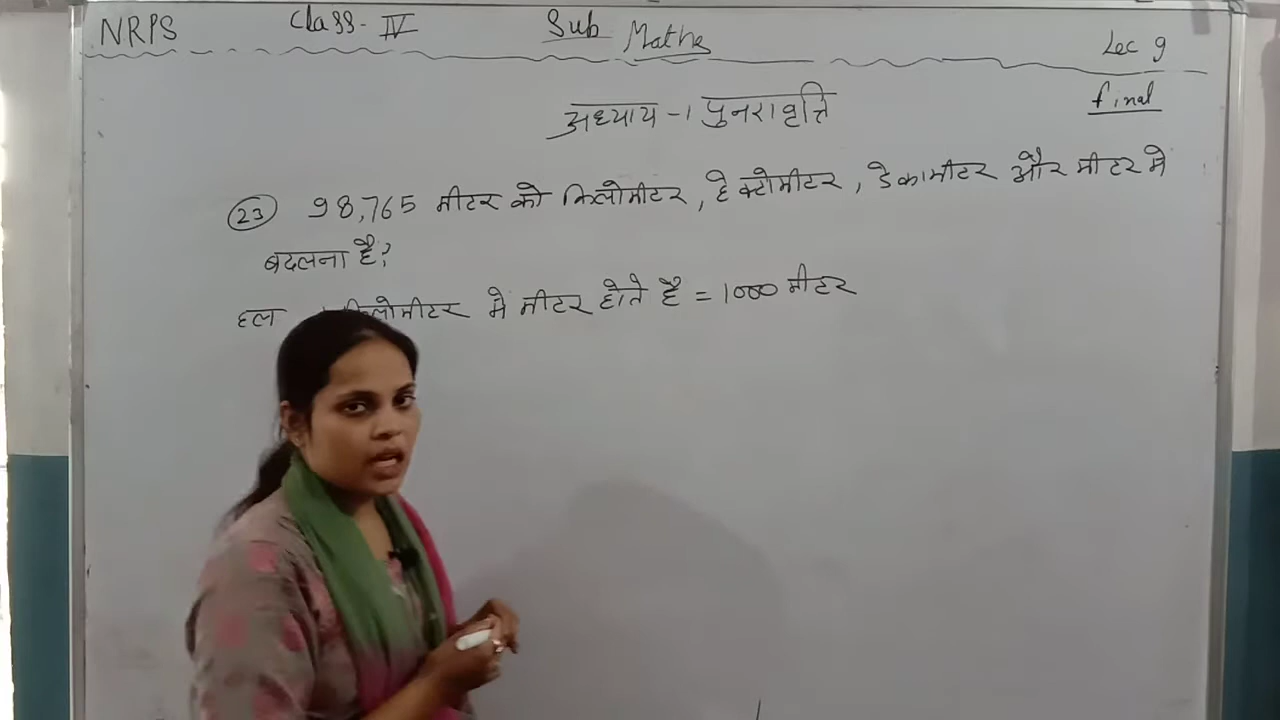 NRPS Class-IV Sub Maths Lec 9
final
अध्याय-1 पुनरावृत्ति
(23) 98,765 मीटर को किलोमीटर, हेक्टोमीटर, डेकामीटर और मीटर मे
बदलना है?
हल किलोमीटर मे मीटर होते है = 1000 मीटर